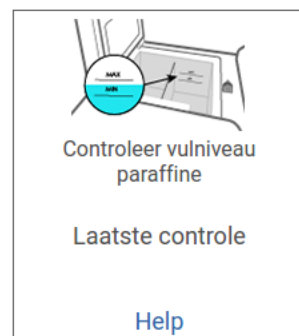 MAX
MIN
Controleer vulniveau
paraffine
Laatste controle
Help